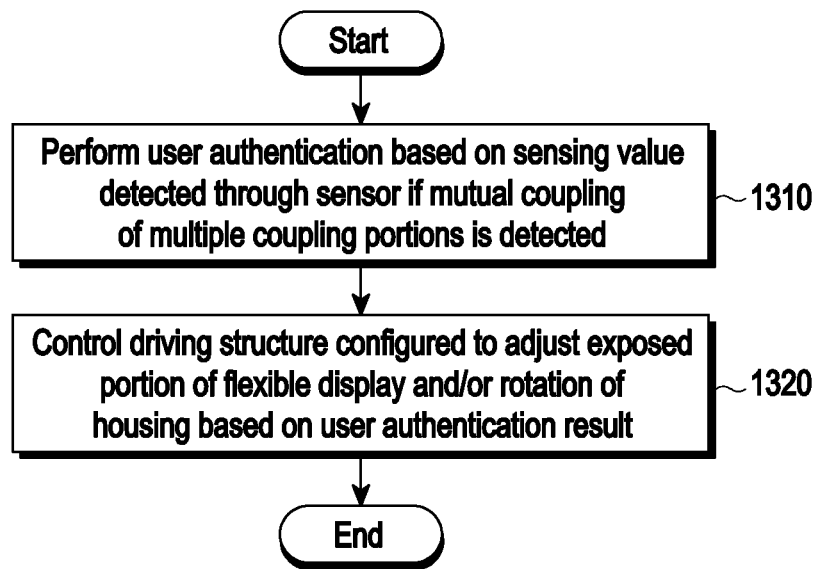 Start
Perform user authentication based on sensing value
detected through sensor if mutual coupling
of multiple coupling portions is detected
1310
Control driving structure configured to adjust exposed
portion of flexible display and/or rotation of
housing based on user authentication result
1320
End